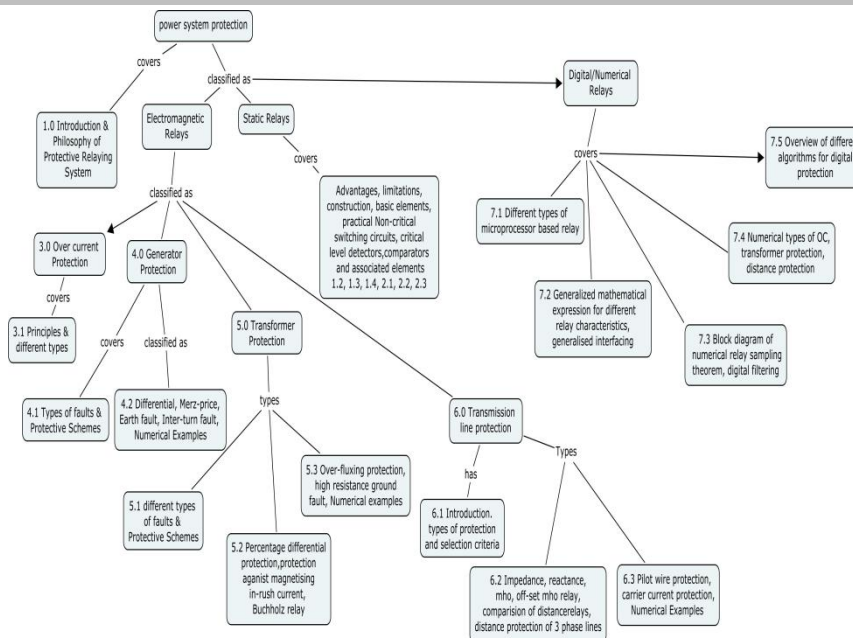 power system protection
covers
classified as
1.0 Introduction &
Philosophy of
Protective Relaying
System
Electromagnetic
Relays
Static Relays
Digital/Numerical
Relays
covers
Advantages, limitations,
construction, basic elements,
practical Non-critical
switching circuits, critical
level detectors,comparators
and associated elements
1.2, 1.3, 1.4, 2.1, 2.2, 2.3
covers
7.5 Overview of differe
algorithms for digital
protection
7.1 Different types of
microprocessor based relay
7.4 Numerical types of OC,
transformer protection,
distance protection
7.2 Generalized mathematical
expression for different
relay characteristics,
generalised interfacing
7.3 Block diagram of
numerical relay sampling
theorem, digital filtering
classified as
3.0 Over current
Protection
covers
3.1 Principles &
different types
4.0 Generator
Protection
covers
classified as
4.1 Types of faults &
Protective Schemes
4.2 Differential, Merz-price,
Earth fault, Inter-turn fault,
Numerical Examples
5.0 Transformer
Protection
types
5.1 different types
of faults &
Protective Schemes
5.2 Percentage differential
protection,protection
aganist magnetising
in-rush current,
Buchholz relay
5.3 Over-fluxing protection,
high resistance ground
fault, Numerical examples
6.0 Transmission
line protection
has
Types
6.1 Introduction.
types of protection
and selection criteria
6.2 Impedance, reactance,
mho, off-set mho relay,
comparision of distancerelays,
distance protection of 3 phase lines
6.3 Pilot wire protection,
carrier current protection,
Numerical Examples